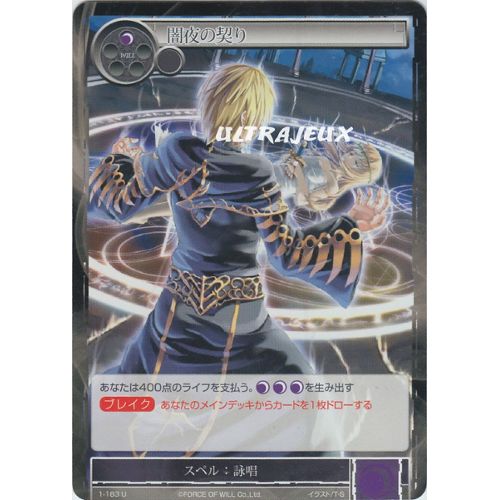 闇夜の契り
WILL
ULTRAJEUX
あなたは400点のライフを支払う。を生み出す
ブレイク あなたのメインデッキからカードを1枚ドローする
スペル：詠唱
1-163 U ©FORCE OF WILL Co.,Ltd. イラスト/T-S